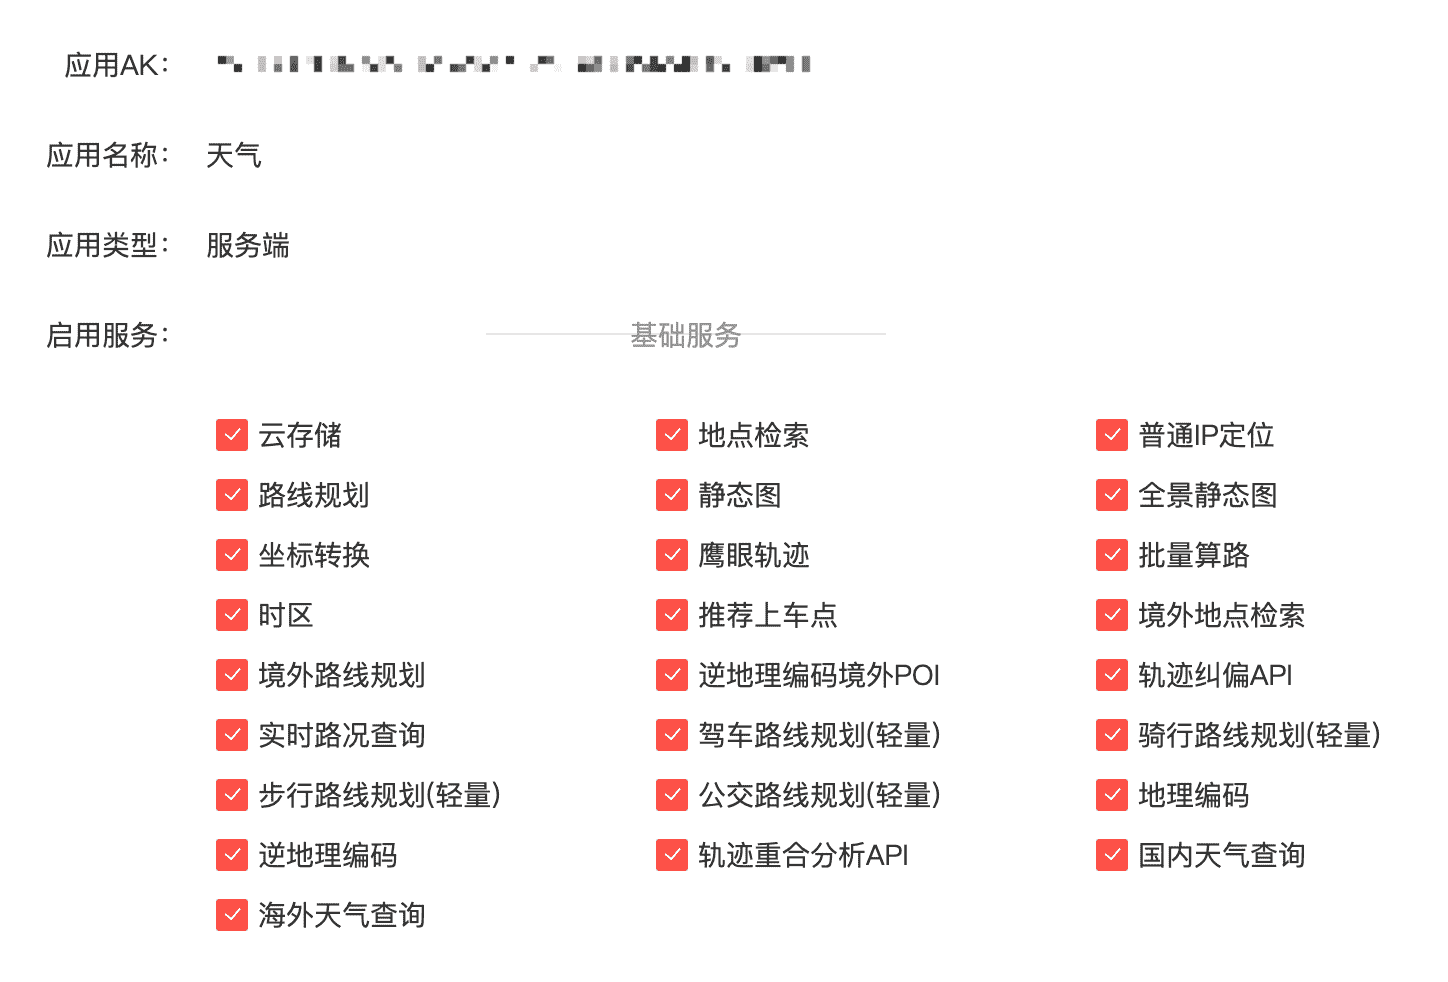 应用AK：
应用名称： 天气
应用类型： 服务端
启用服务： 基础服务
云存储 地点检索 普通IP定位
路线规划 静态图 全景静态图
坐标转换 鹰眼轨迹 批量算路
时区 推荐上车点 境外地点检索
境外路线规划 逆地理编码境外POI 轨迹纠偏API
实时路况查询 驾车路线规划(轻量) 骑行路线规划(轻量)
步行路线规划(轻量) 公交路线规划(轻量) 地理编码
逆地理编码 轨迹重合分析API 国内天气查询
海外天气查询